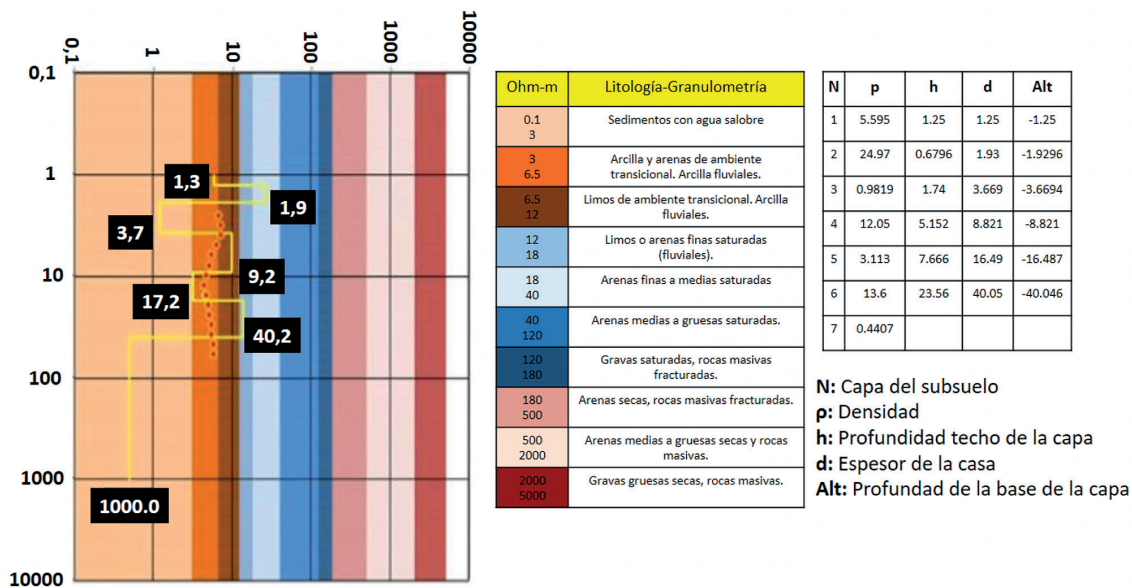 0,1
1
10
100
1000
10000
0,1
1
10
100
1000
10000
1,3
1,9
3,7
9,2
17,2
40,2
1000.0
Ohm-m Litología-Granulometría
0.1
3
Sedimentos con agua salobre
3
6.5
Arcilla y arenas de ambiente
transicional. Arcilla fluviales.
6.5
12
Limos de ambiente transicional. Arcilla
fluviales.
12
18
Limos o arenas finas saturadas
(fluviales).
18
40
Arenas finas a medias saturadas
40
120
Arenas medias a gruesas saturadas.
120
180
Gravas saturadas, rocas masivas
fracturadas.
180
500
Arenas secas, rocas masivas fracturadas.
500
2000
Arenas medias a gruesas secas y rocas
masivas.
2000
5000
Gravas gruesas secas, rocas masivas.
N p h d Alt
1 5.595 1.25 1.25 -1.25
2 24.97 0.6796 1.93 -1.9296
3 0.9819 1.74 3.669 -3.6694
4 12.05 5.152 8.821 -8.821
5 3.113 7.666 16.49 -16.487
6 13.6 23.56 40.05 -40.046
7 0.4407
N: Capa del subsuelo
ρ: Densidad
h: Profundidad techo de la capa
d: Espesor de la casa
Alt: Profundad de la base de la capa